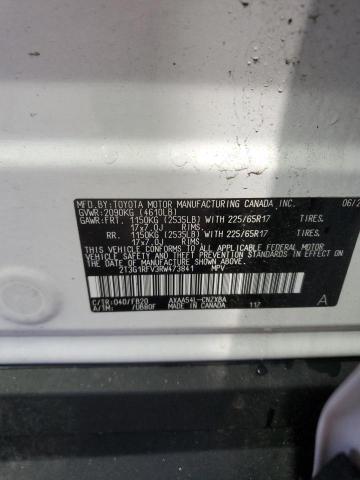 MFD.BY:TOYOTA MOTOR MANUFACTURING CANADA, INC. 06/2
GVWR:2090KG (4610LB)
GAWR:FRT. 1150KG (2535LB) WITH 225/65R17 TIRES.
17x7.0J RIMS.
RR. 1150KG (2535LB) WITH 225/65R17 TIRES.
17x7.0J RIMS.
THIS VEHICLE CONFORMS TO ALL APPLICABLE
FEDERAL MOTOR VEHICLE SAFETY STANDARDS
IN EFFECT ON THE DATE OF MANUFACTURE
SHOWN ABOVE.
2T3G1RFV3RW473841 MPV
C/TR:040/FB20 AXAA54L-CNZXBA
A/TM: /UB80F MADE IN CANADA 117
A